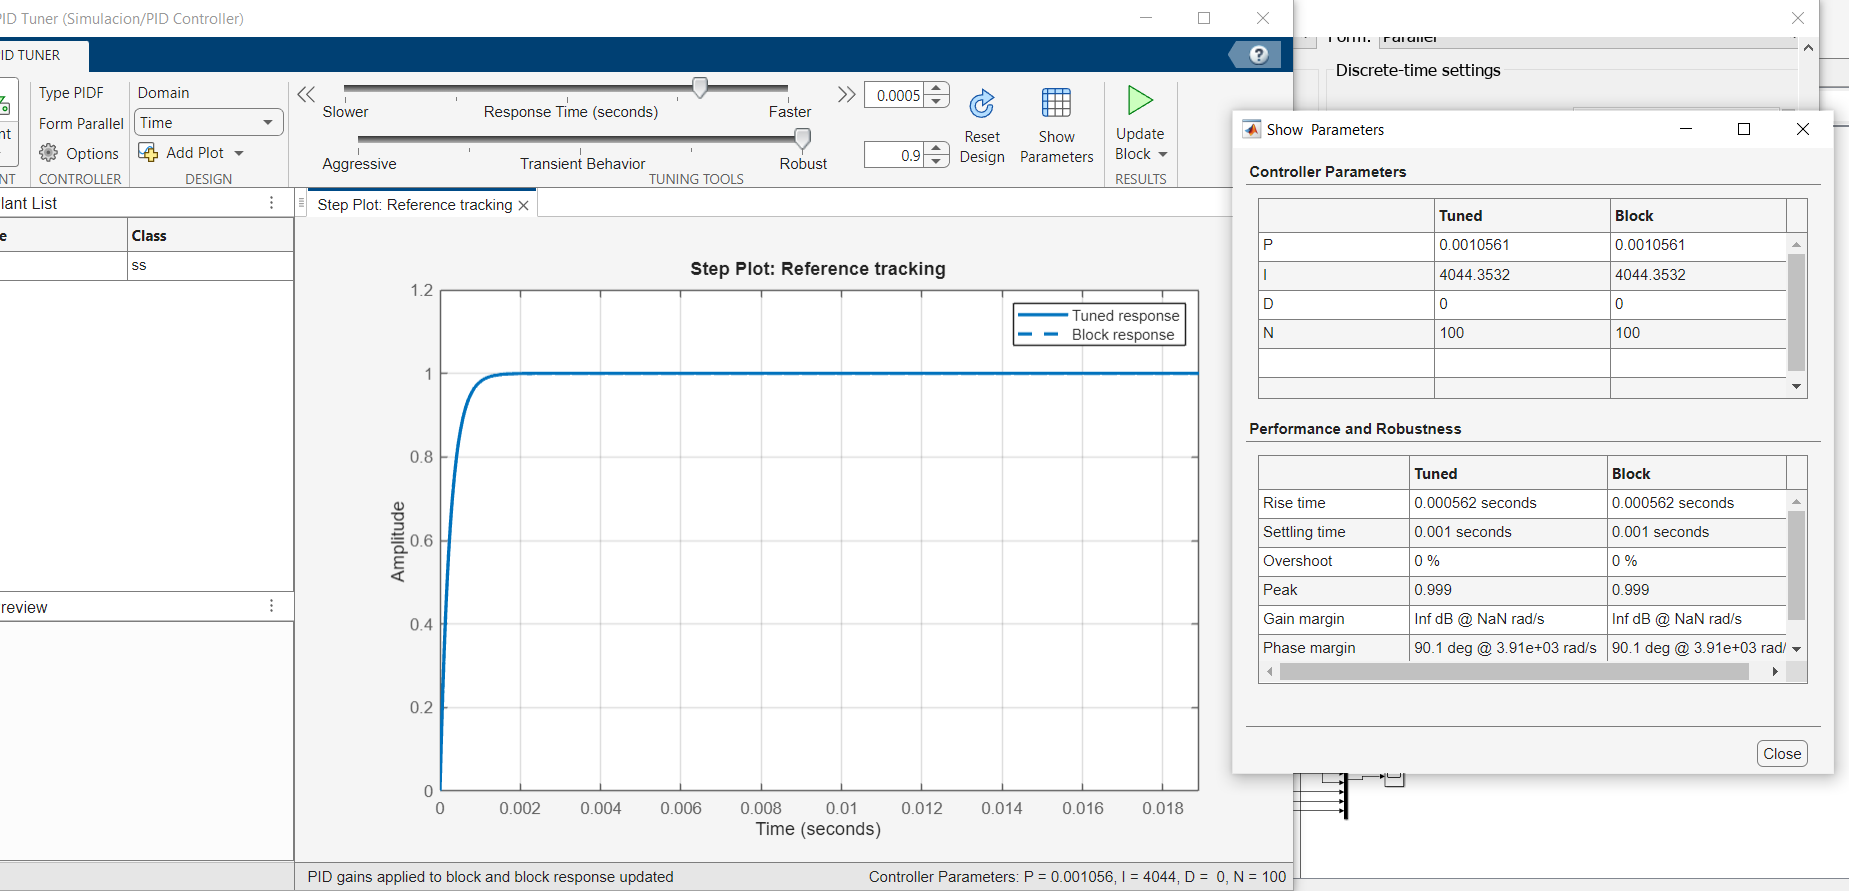 PID Tuner (Simulacion/PID Controller)
PID TUNER
Type PIDF
Form Parallel
Options
CONTROLLER
Domain
Time
Add Plot
DESIGN
Slower
Response Time (seconds)
Faster
0.0005
Aggressive
Transient Behavior
Robust
0.9
TUNING TOOLS
Reset
Design
Show
Parameters
Update
Block
RESULTS
nt
NT
lant List
e
Class
ss
review
Step Plot: Reference tracking
Step Plot: Reference tracking
Tuned response
Block response
Amplitude
1.2
1
0.8
0.6
0.4
0.2
0
0 0.002 0.004 0.006 0.008 0.01 0.012 0.014 0.016 0.018
Time (seconds)
PID gains applied to block and block response updated
Controller Parameters: P = 0.001056, I = 4044, D = 0, N = 100
Form: Parallel
Discrete-time settings
Show Parameters
Controller Parameters
Tuned Block
P 0.0010561 0.0010561
I 4044.3532 4044.3532
D 0 0
N 100 100
Performance and Robustness
Tuned Block
Rise time 0.000562 seconds 0.000562 seconds
Settling time 0.001 seconds 0.001 seconds
Overshoot 0 % 0 %
Peak 0.999 0.999
Gain margin Inf dB @ NaN rad/s Inf dB @ NaN rad/s
Phase margin 90.1 deg @ 3.91e+03 rad/s 90.1 deg @ 3.91e+03 rad/
Close